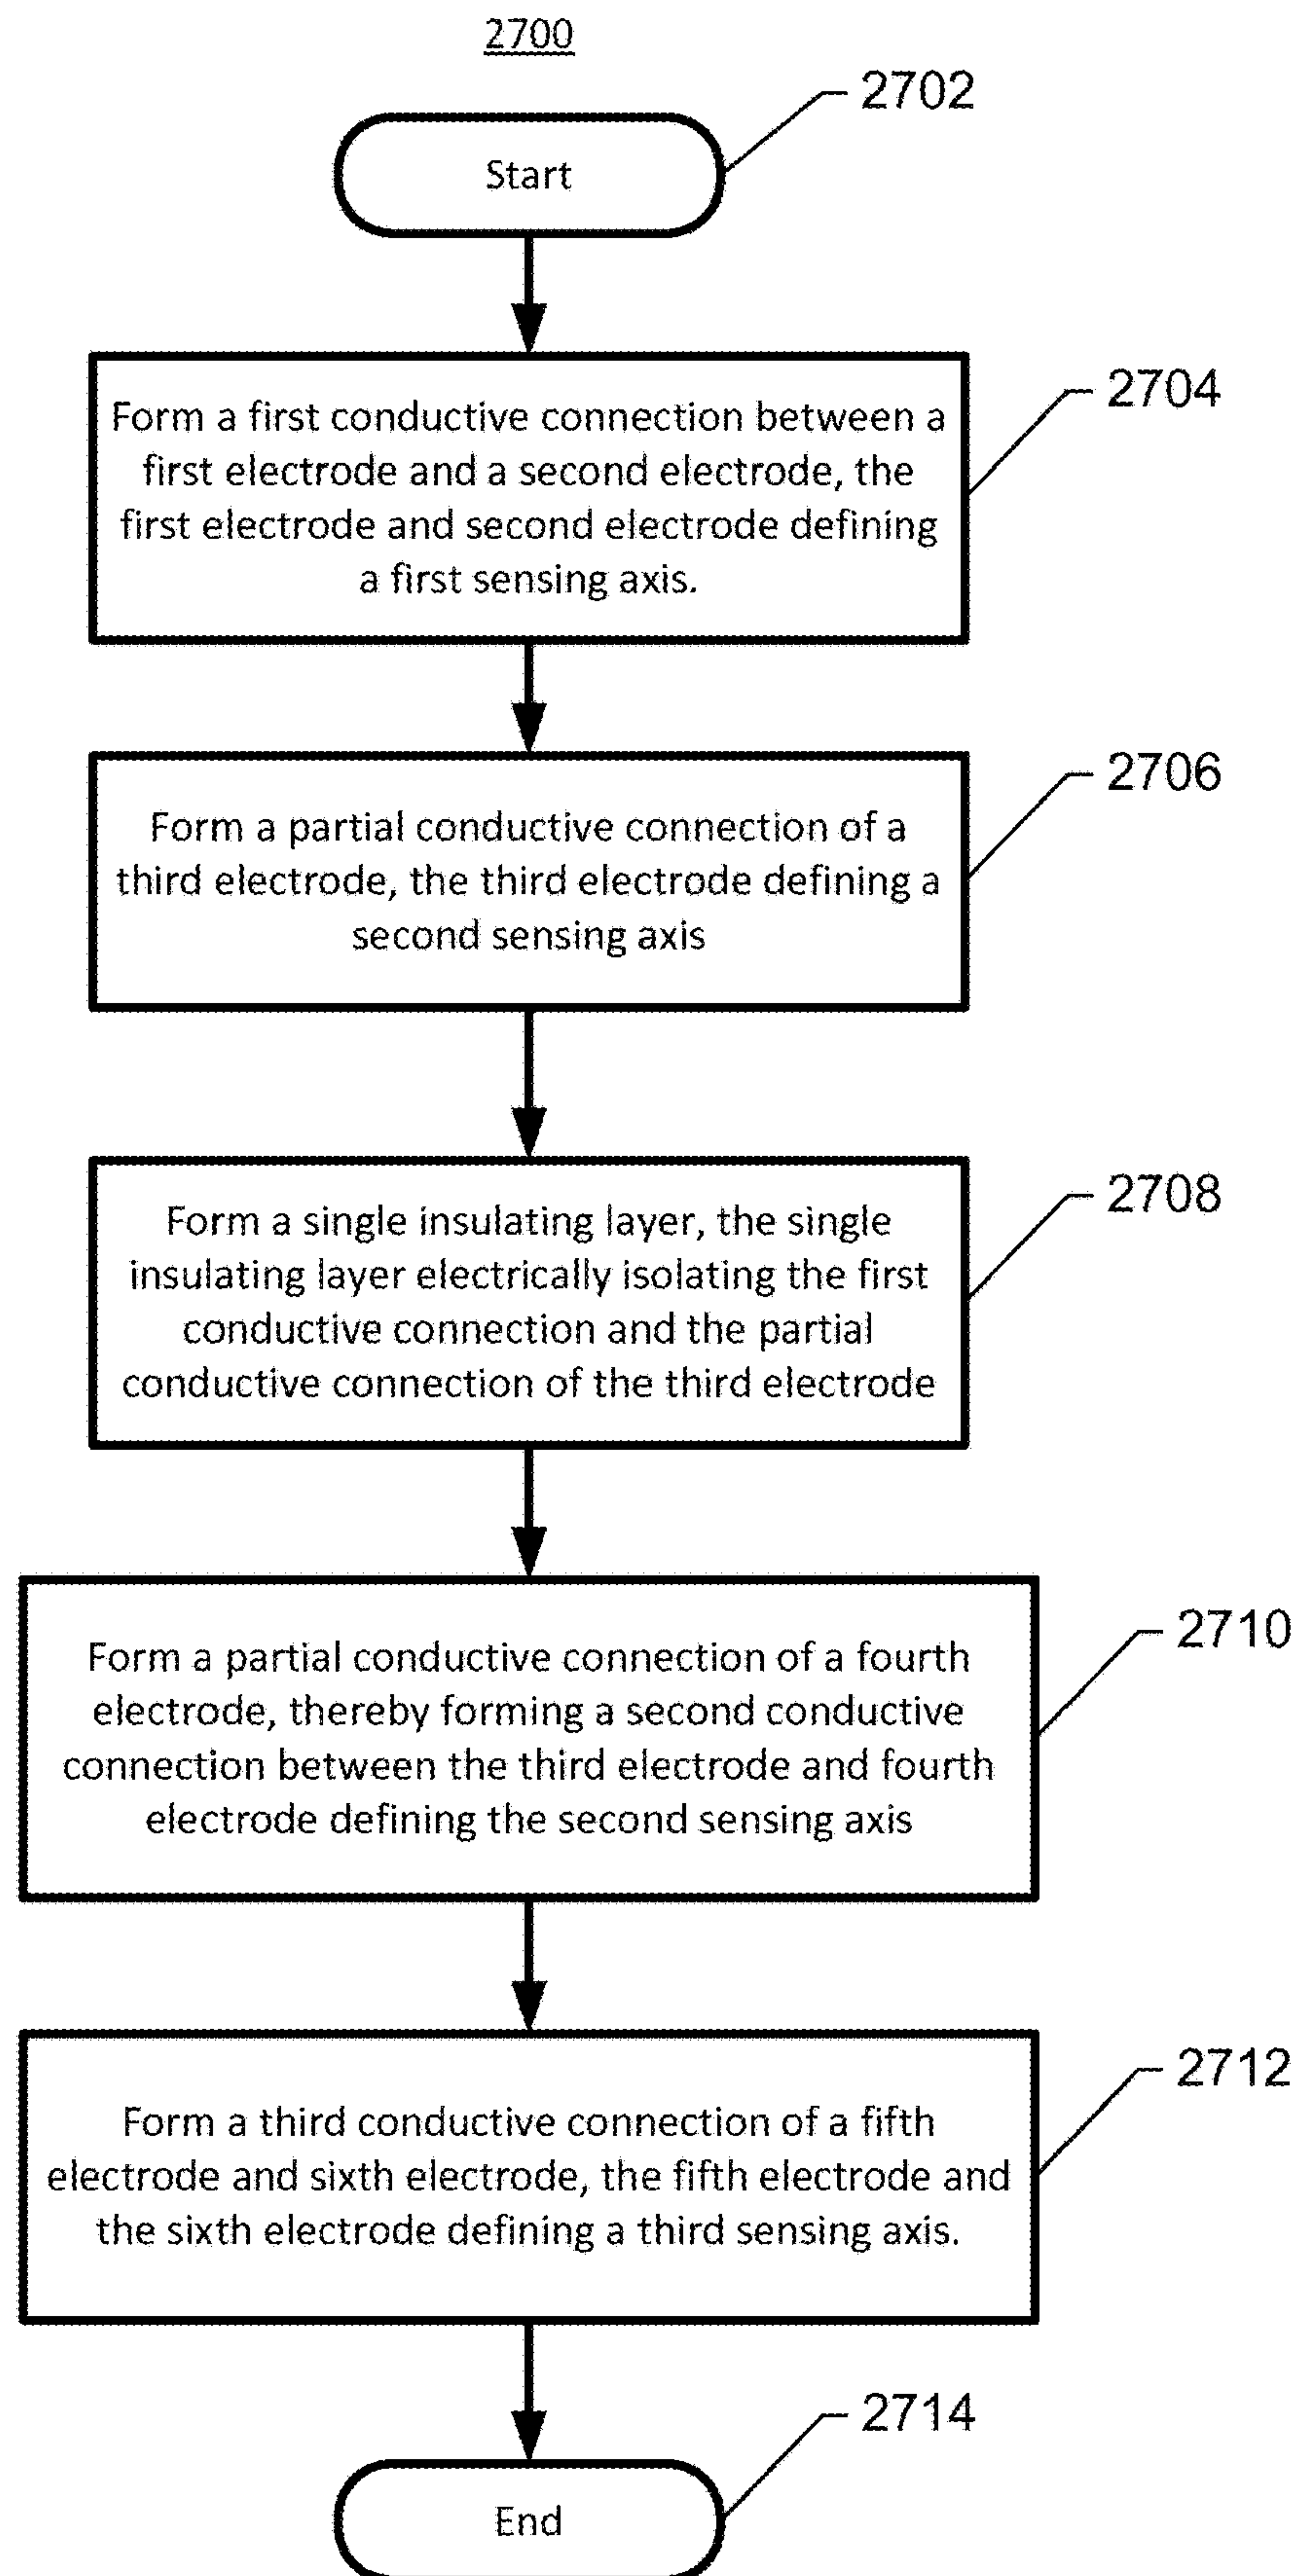 2700
2702
Start
2704
Form a first conductive connection between a
first electrode and a second electrode, the
first electrode and second electrode defining
a first sensing axis.
2706
Form a partial conductive connection of a
third electrode, the third electrode defining a
second sensing axis
2708
Form a single insulating layer, the single
insulating layer electrically isolating the first
conductive connection and the partial
conductive connection of the third electrode
2710
Form a partial conductive connection of a fourth
electrode, thereby forming a second conductive
connection between the third electrode and fourth
electrode defining the second sensing axis
2712
Form a third conductive connection of a fifth
electrode and sixth electrode, the fifth electrode and
the sixth electrode defining a third sensing axis.
2714
End